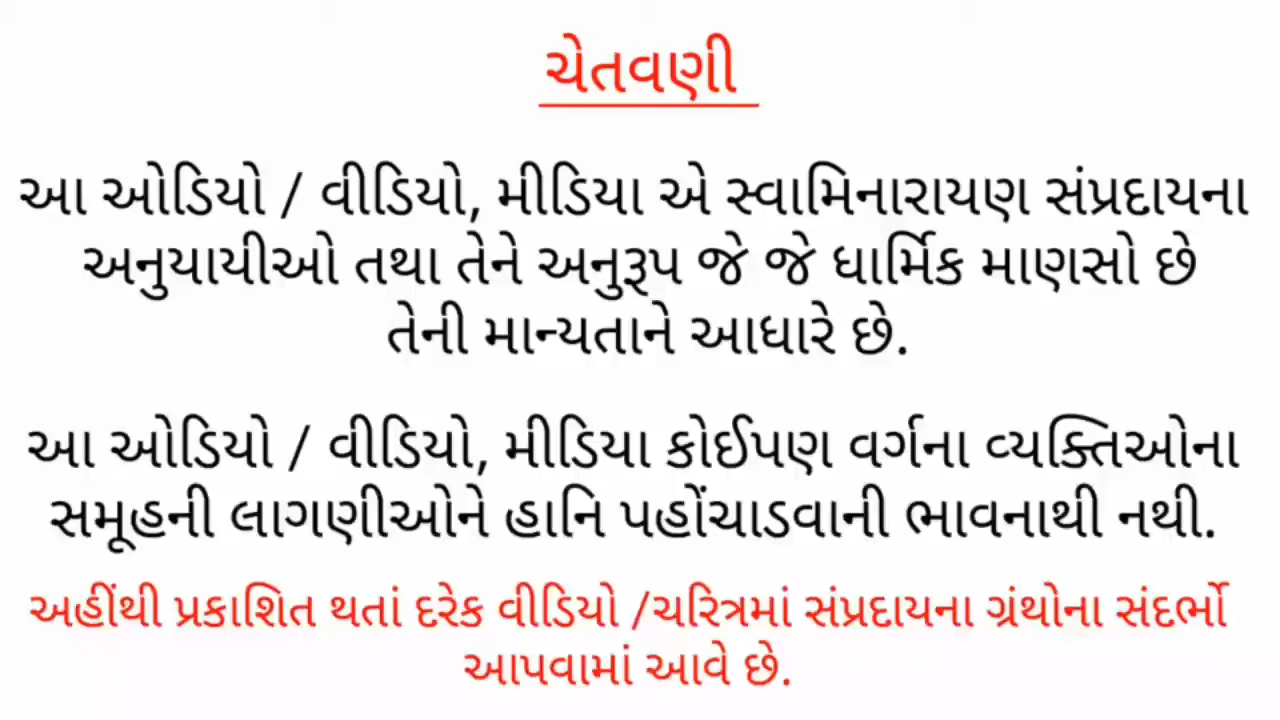 ચેતવણી
આ ઓડિયો / વીડિયો, મીડિયા એ સ્વામિનારાયણ સંપ્રદાયના
અનુયાયીઓ તથા તેને અનુરૂપ જે જે ધાર્મિક માણસો છે
તેની માન્યતાને આધારે છે.
આ ઓડિયો / વીડિયો, મીડિયા કોઈપણ વર્ગના વ્યક્તિઓના
સમૂહની લાગણીઓને હાનિ પહોંચાડવાની ભાવનાથી નથી.
અહીંથી પ્રકાશિત થતાં દરેક વીડિયો /ચરિત્રમાં સંપ્રદાયના ગ્રંથોના સંદર્ભો
આપવામાં આવે છે.